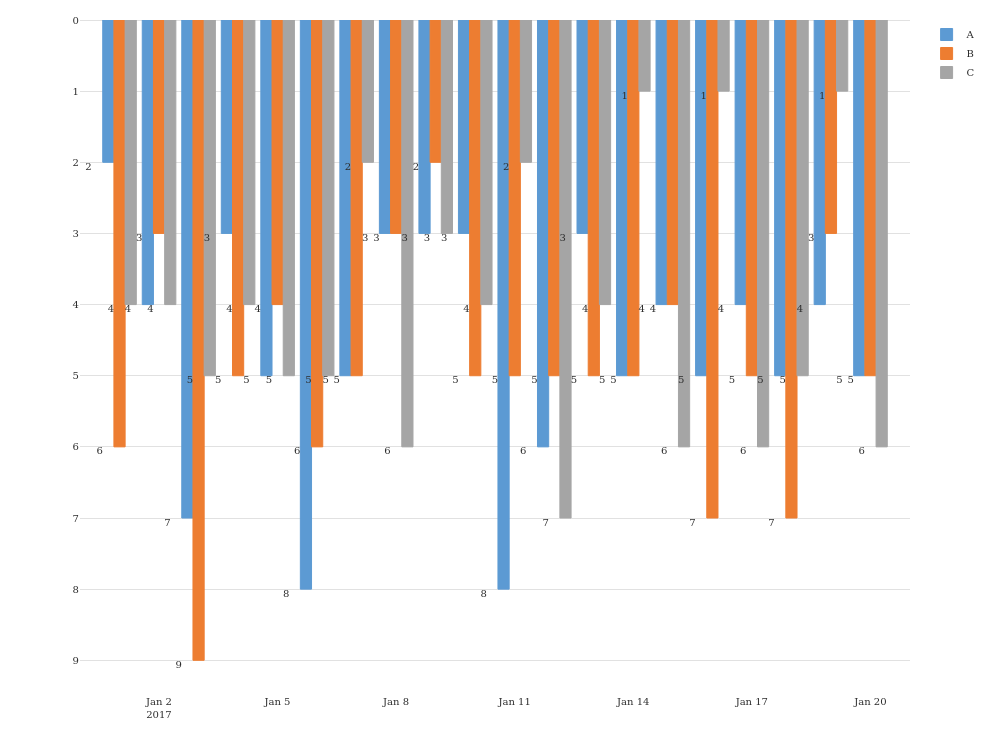 0
A
B
C
1 1 1 1
2 2 2 2 2
3 3 3 3 3 3 3 3 3 3
4 4 4 4 4 4 4 4 4 4 4 4
5 5 5 5 5 5 5 5 5 5 5 5 5 5 5 5 5 5 5 5
6 6 6 6 6 6 6 6
7 7 7 7 7
8 8 8
9 9
Jan 2 Jan 5 Jan 8 Jan 11 Jan 14 Jan 17 Jan 20
2017